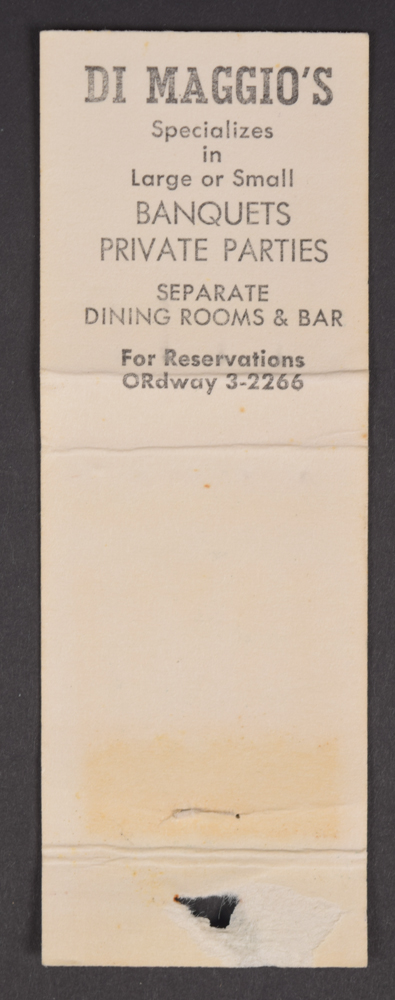 DI MAGGIO'S
Specializes
in
Large or Small
BANQUETS
PRIVATE PARTIES
SEPARATE
DINING ROOMS & BAR
For Reservations
ORdway 3-2266